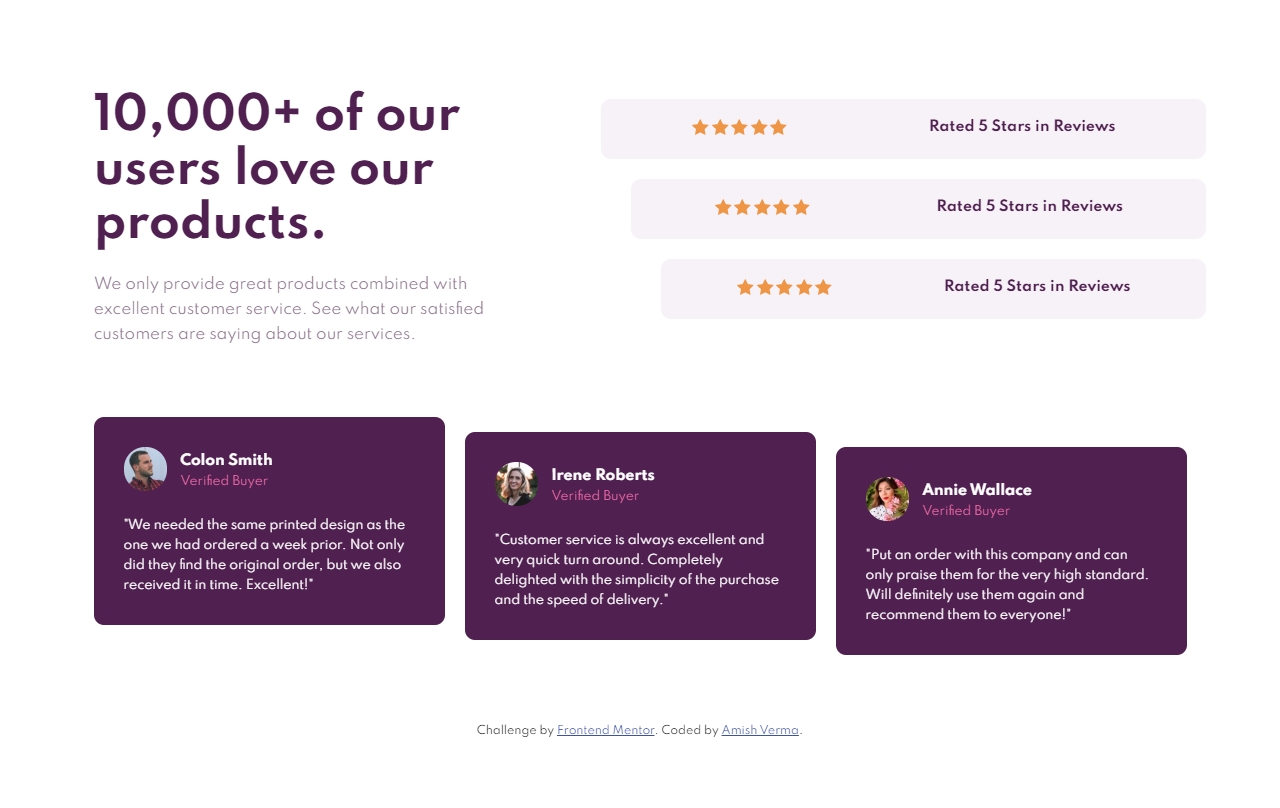 10,000+ of our
users love our
products.
We only provide great products combined with
excellent customer service. See what our satisfied
customers are saying about our services.
Rated 5 Stars in Reviews
Rated 5 Stars in Reviews
Rated 5 Stars in Reviews
Colon Smith
Verified Buyer
"We needed the same printed design as the
one we had ordered a week prior. Not only
did they find the original order, but we also
received it in time. Excellent!"
Irene Roberts
Verified Buyer
"Customer service is always excellent and
very quick turn around. Completely
delighted with the simplicity of the purchase
and the speed of delivery."
Annie Wallace
Verified Buyer
"Put an order with this company and can
only praise them for the very high standard.
Will definitely use them again and
recommend them to everyone!"
Challenge by Frontend Mentor. Coded by Amish Verma.